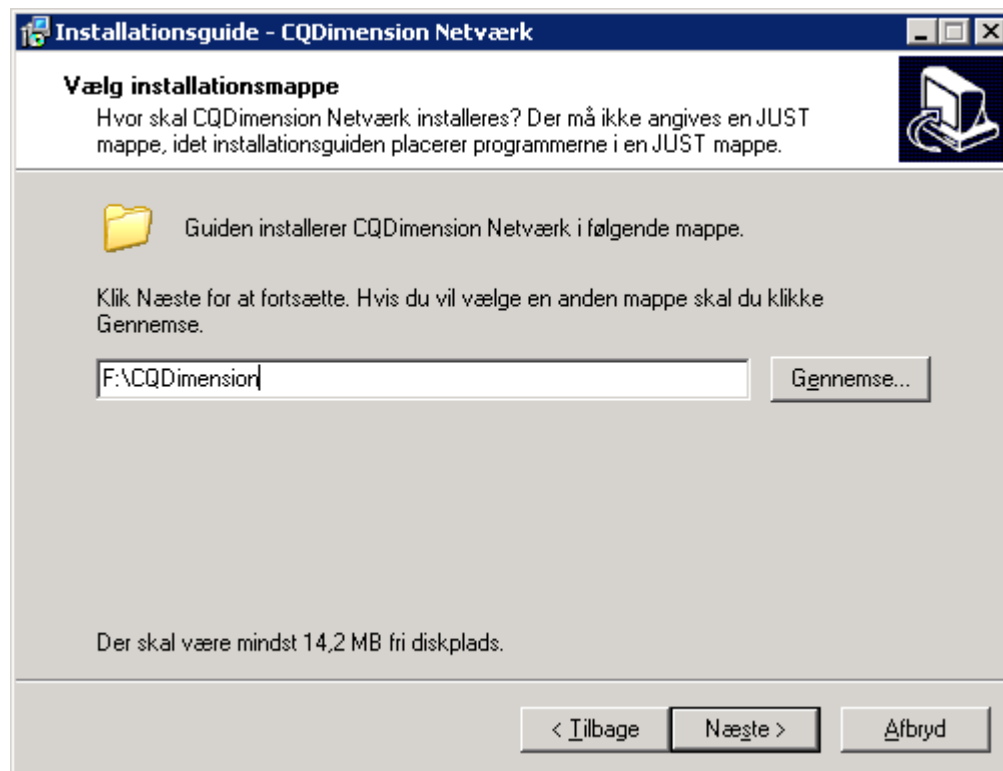 Installationsguide - CQDimension Netværk
Vælg installationsmappe
Hvor skal CQDimension Netværk installeres? Der må ikke angives en JUST
mappe, idet installationsguiden placerer programmerne i en JUST mappe.
Guiden installerer CQDimension Netværk i følgende mappe.
Klik Næste for at fortsætte. Hvis du vil vælge en anden mappe skal du klikke
Gennemse.
F:\CQDimension
Gennemse...
Der skal være mindst 14,2 MB fri diskplads.
< Tilbage
Næste >
Afbryd